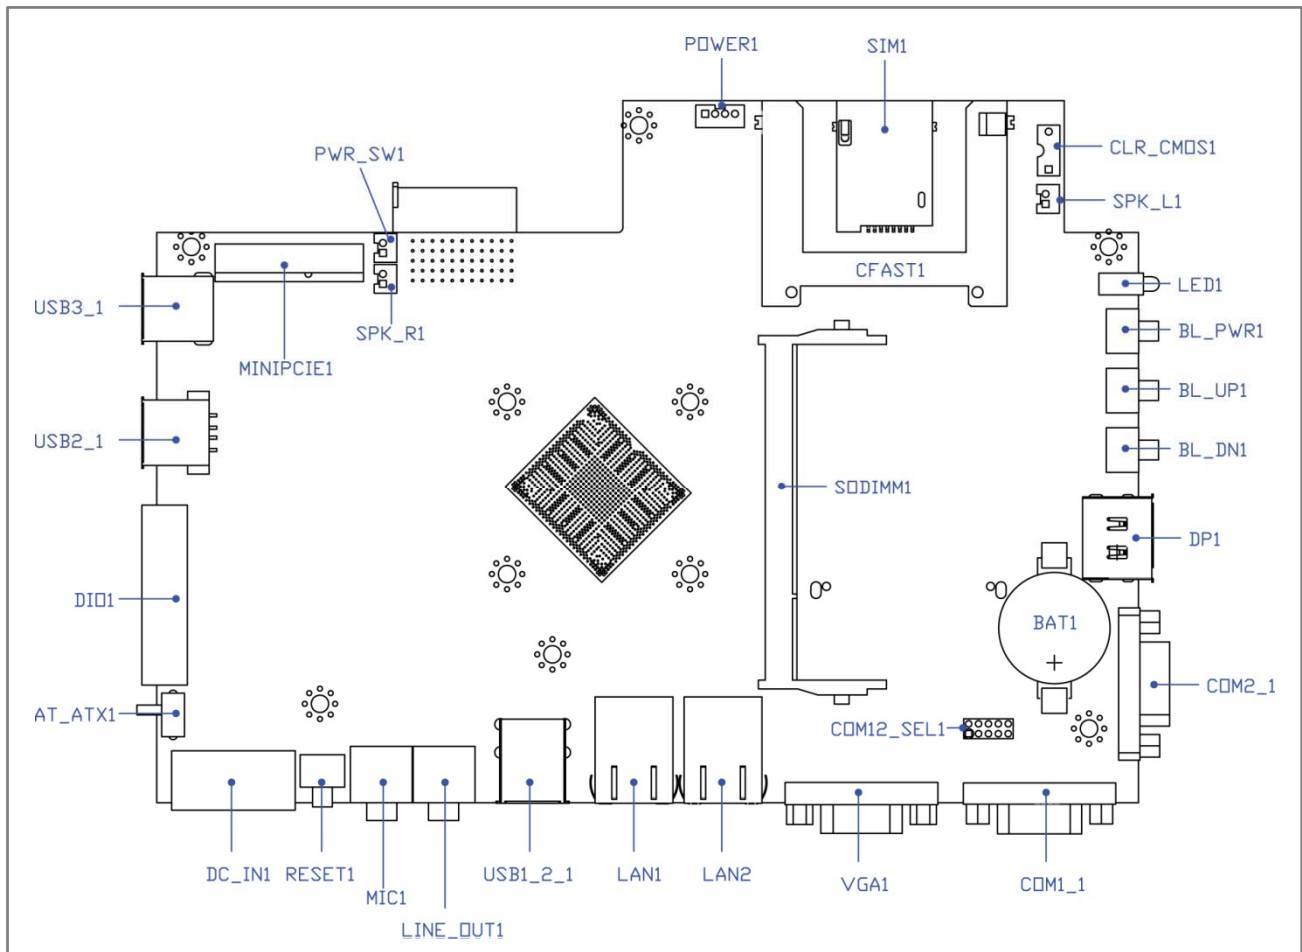 POWER1
SIM1
PWR_SW1
CLR_CMOS1
SPK_L1
CFAST1
LED1
USB3_1
SPK_R1
BL_PWR1
MINIPCIE1
BL_UP1
USB2_1
BL_DN1
SODIMM1
DP1
DIO1
BAT1
COM2_1
AT_ATX1
COM12_SEL1
DC_IN1
RESET1
USB1_2_1
LAN1
LAN2
VGA1
COM1_1
MIC1
LINE_OUT1